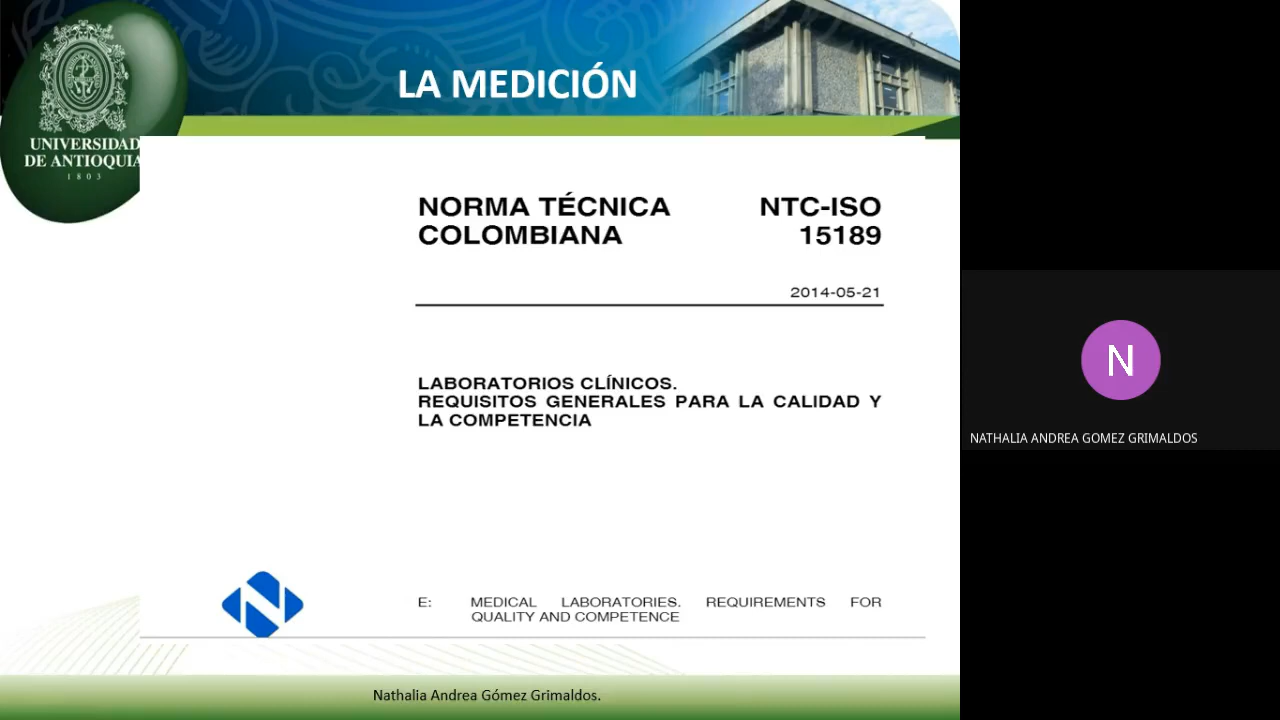 LA MEDICIÓN
UNIVERSIDAD
DE ANTIOQUIA
1803
NORMA TÉCNICA NTC-ISO
COLOMBIANA 15189
2014-05-21
LABORATORIOS CLÍNICOS.
REQUISITOS GENERALES PARA LA CALIDAD Y
LA COMPETENCIA
E: MEDICAL LABORATORIES. REQUIREMENTS FOR
QUALITY AND COMPETENCE
Nathalia Andrea Gómez Grimaldos.
N
NATHALIA ANDREA GOMEZ GRIMALDOS